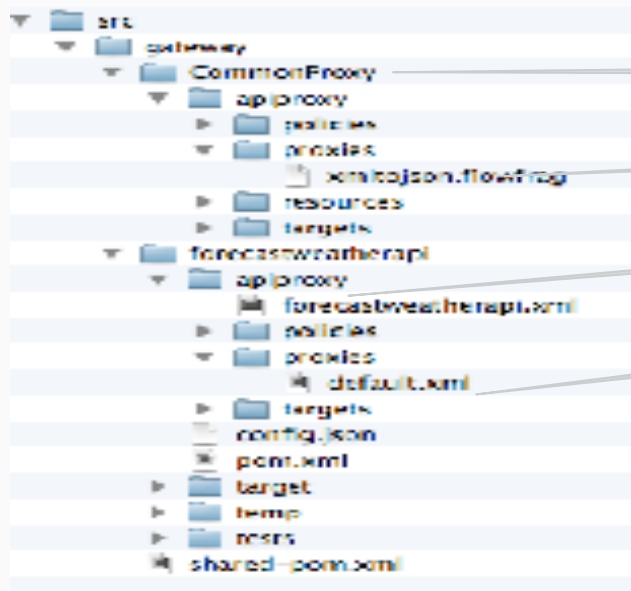 src
gateway
CommonProxy
apiproxy
policies
proxies
xmltojson.flowfrag
resources
targets
forecastweatherapi
apiproxy
forecastweatherapi.xml
policies
proxies
default.xml
targets
config.json
pom.xml
target
temp
tests
shared-pom.xml